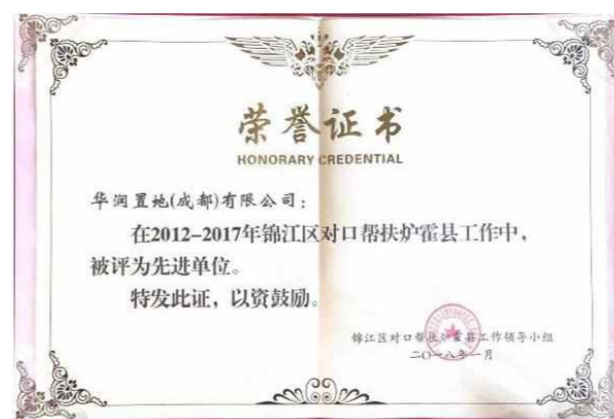 荣誉证书
HONORARY CREDENTIAL
华润置地(成都)有限公司：
在2012-2017年锦江区对口帮扶炉霍县工作中，
被评为先进单位。
特发此证，以资鼓励。
锦江区对口帮扶炉霍县工作领导小组
二〇一八年一月